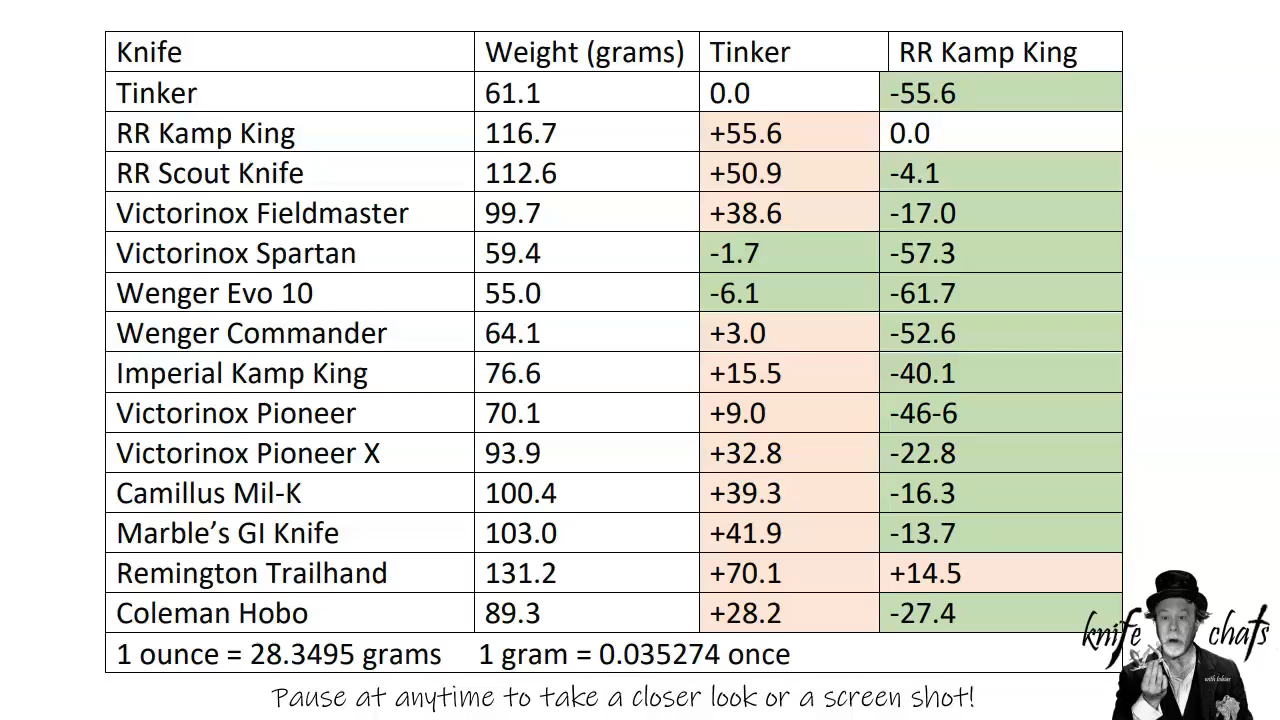 Knife Weight (grams) Tinker RR Kamp King
Tinker 61.1 0.0 -55.6
RR Kamp King 116.7 +55.6 0.0
RR Scout Knife 112.6 +50.9 -4.1
Victorinox Fieldmaster 99.7 +38.6 -17.0
Victorinox Spartan 59.4 -1.7 -57.3
Wenger Evo 10 55.0 -6.1 -61.7
Wenger Commander 64.1 +3.0 -52.6
Imperial Kamp King 76.6 +15.5 -40.1
Victorinox Pioneer 70.1 +9.0 -46-6
Victorinox Pioneer X 93.9 +32.8 -22.8
Camillus Mil-K 100.4 +39.3 -16.3
Marble's GI Knife 103.0 +41.9 -13.7
Remington Trailhand 131.2 +70.1 +14.5
Coleman Hobo 89.3 +28.2 -27.4
knife chats
1 ounce = 28.3495 grams 1 gram = 0.035274 once
Pause at anytime to take a closer look or a screen shot!